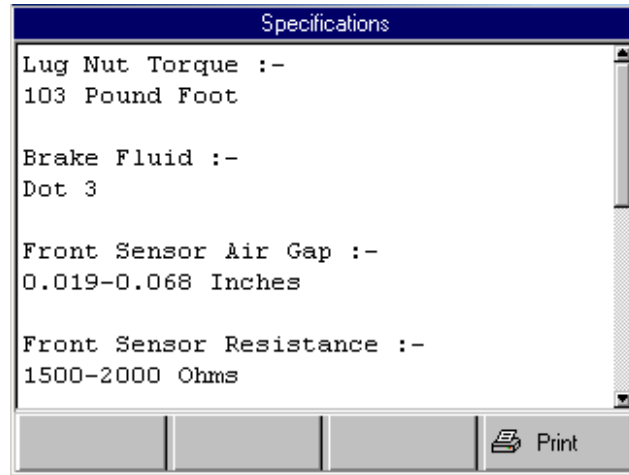 Specifications
Lug Nut Torque :-
103 Pound Foot
Brake Fluid :-
Dot 3
Front Sensor Air Gap :-
0.019-0.068 Inches
Front Sensor Resistance :-
1500-2000 Ohms
Print